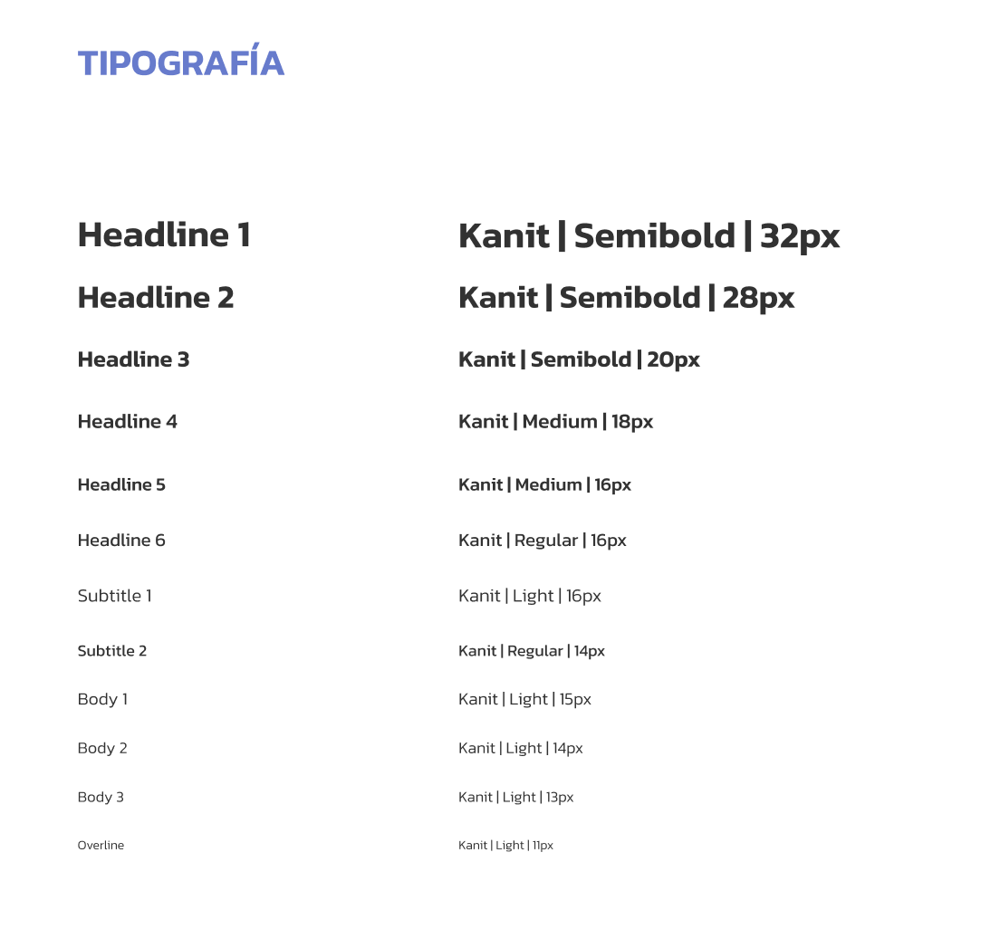 TIPOGRAFÍA
Headline 1 Kanit | Semibold | 32px
Headline 2 Kanit | Semibold | 28px
Headline 3 Kanit | Semibold | 20px
Headline 4 Kanit | Medium | 18px
Headline 5 Kanit | Medium | 16px
Headline 6 Kanit | Regular | 16px
Subtitle 1 Kanit | Light | 16px
Subtitle 2 Kanit | Regular | 14px
Body 1 Kanit | Light | 15px
Body 2 Kanit | Light | 14px
Body 3 Kanit | Light | 13px
Overline Kanit | Light | 11px